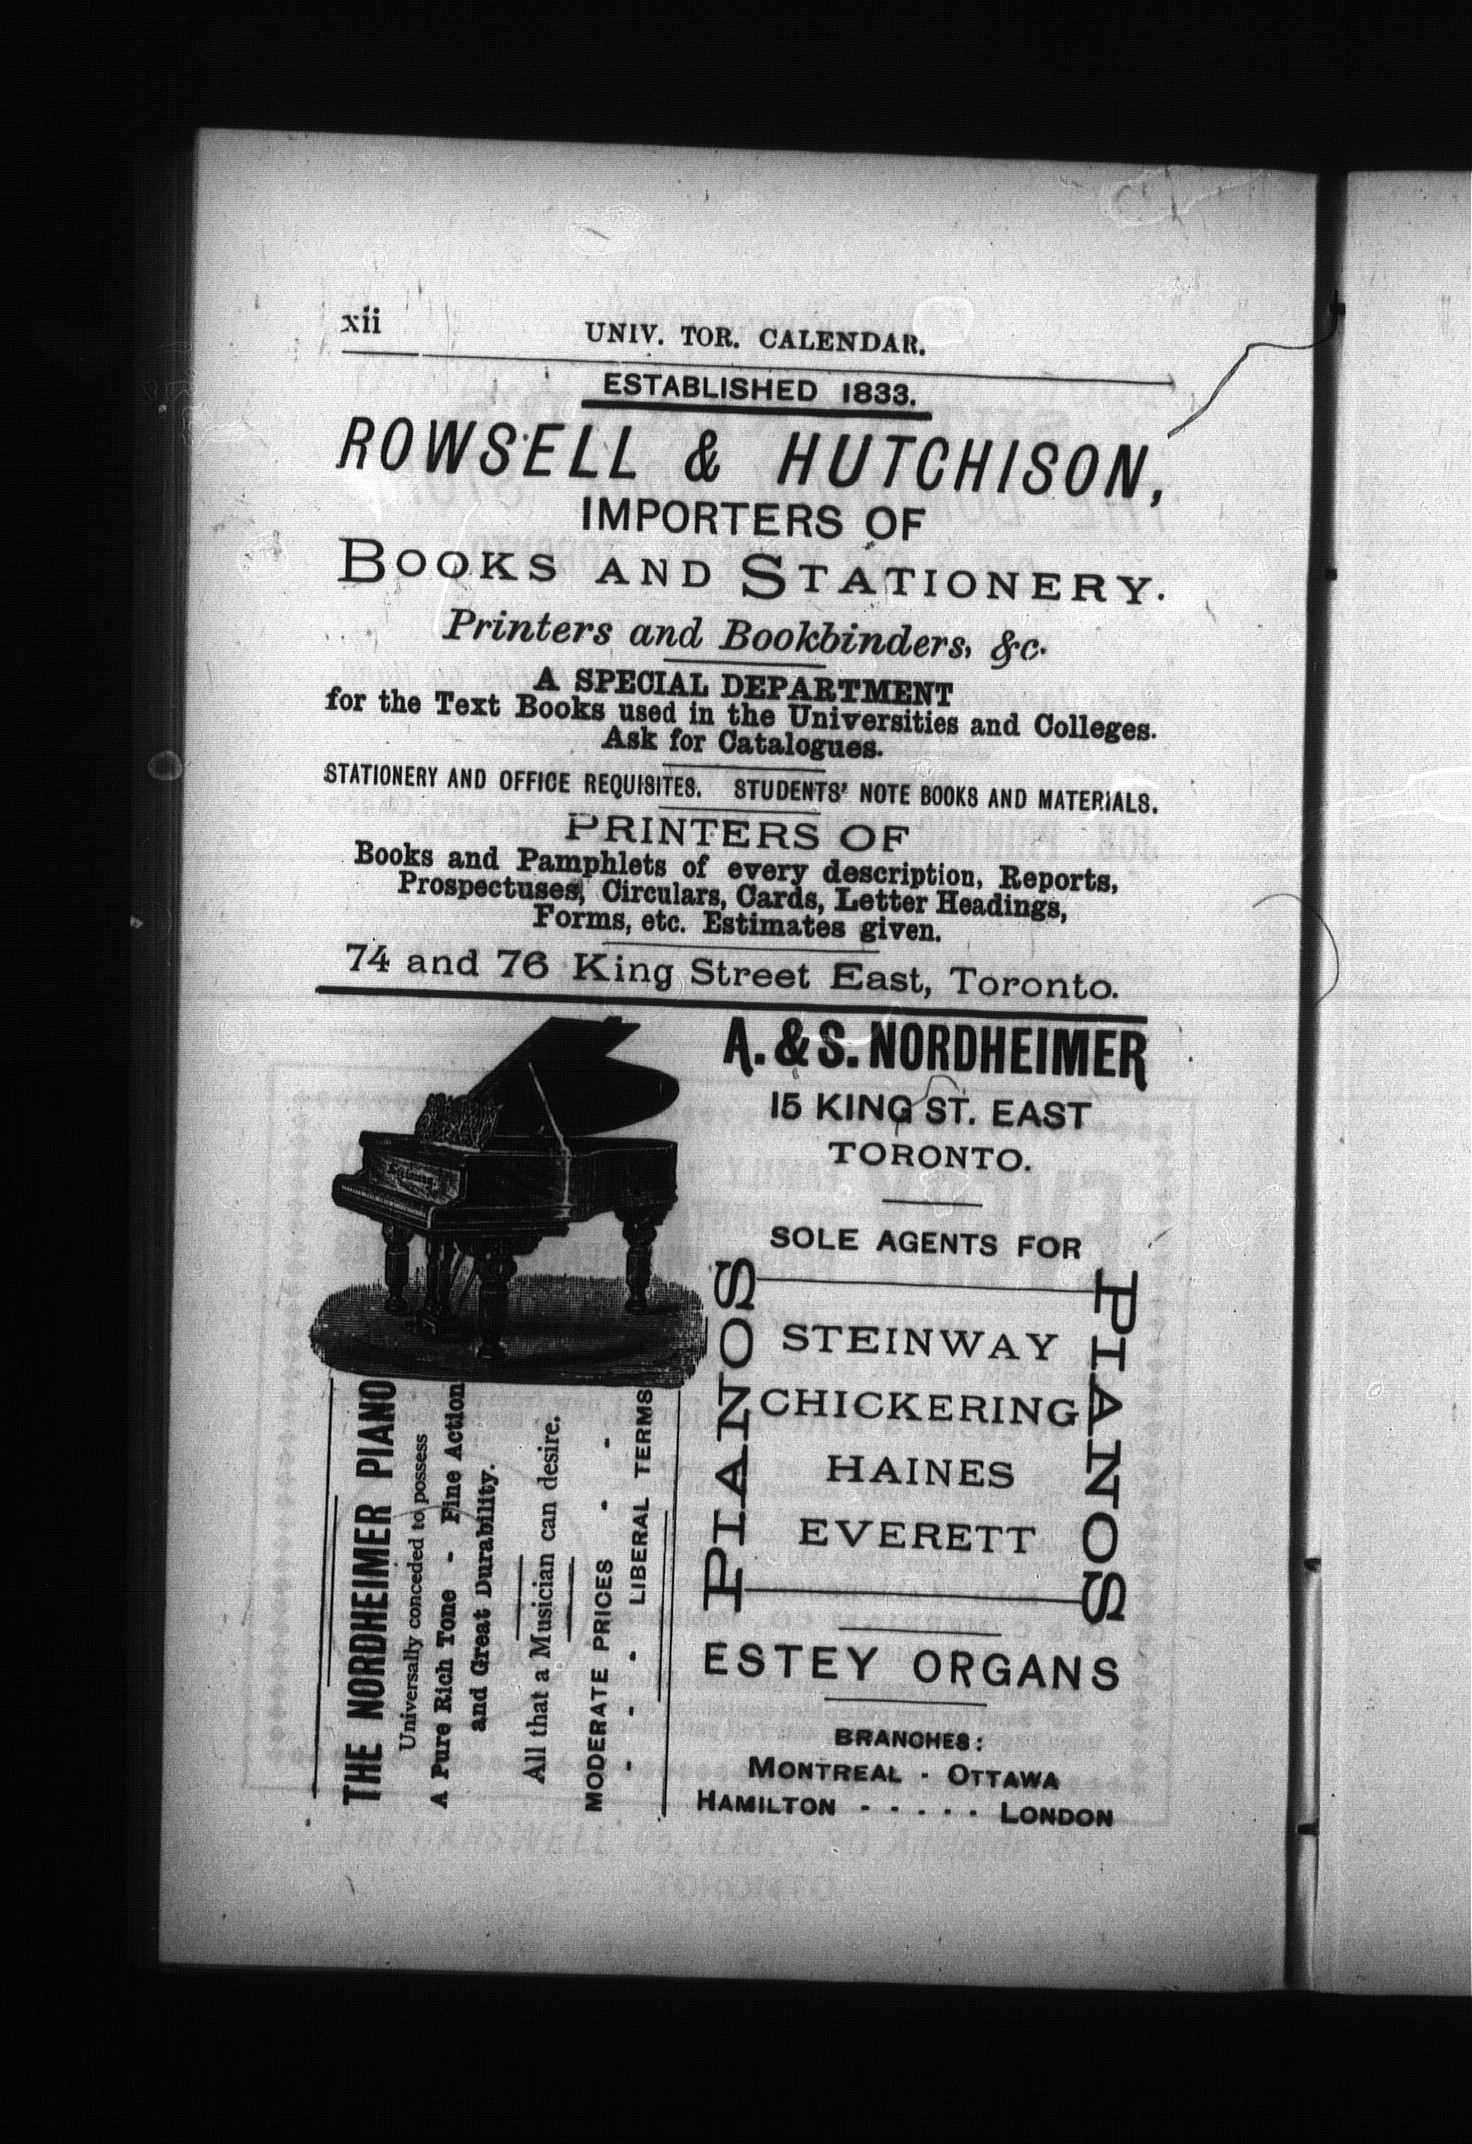 xii
UNIV. TOR. CALENDAR.
ESTABLISHED 1833.
ROWSELL & HUTCHISON,
IMPORTERS OF
BOOKS AND STATIONERY.
Printers and Bookbinders, &c.
A SPECIAL DEPARTMENT
for the Text Books used in the Universities and Colleges.
Ask for Catalogues.
STATIONERY AND OFFICE REQUISITES. STUDENTS' NOTE BOOKS AND MATERIALS.
PRINTERS OF
Books and Pamphlets of every description, Reports,
Prospectuses, Circulars, Cards, Letter Headings,
Forms, etc. Estimates given.
74 and 76 King Street East, Toronto.
THE NORDHEIMER PIANO
Universally conceded to possess
A Pure Rich Tone - Fine Action
and Great Durability.
All that a Musician can desire.
MODERATE PRICES - - -
- - - LIBERAL TERMS
A. & S. NORDHEIMER
15 KING ST. EAST
TORONTO.
SOLE AGENTS FOR
PIANOS
STEINWAY
CHICKERING
HAINES
EVERETT
PIANOS
ESTEY ORGANS
BRANCHES:
MONTREAL - OTTAWA
HAMILTON - - - - - LONDON